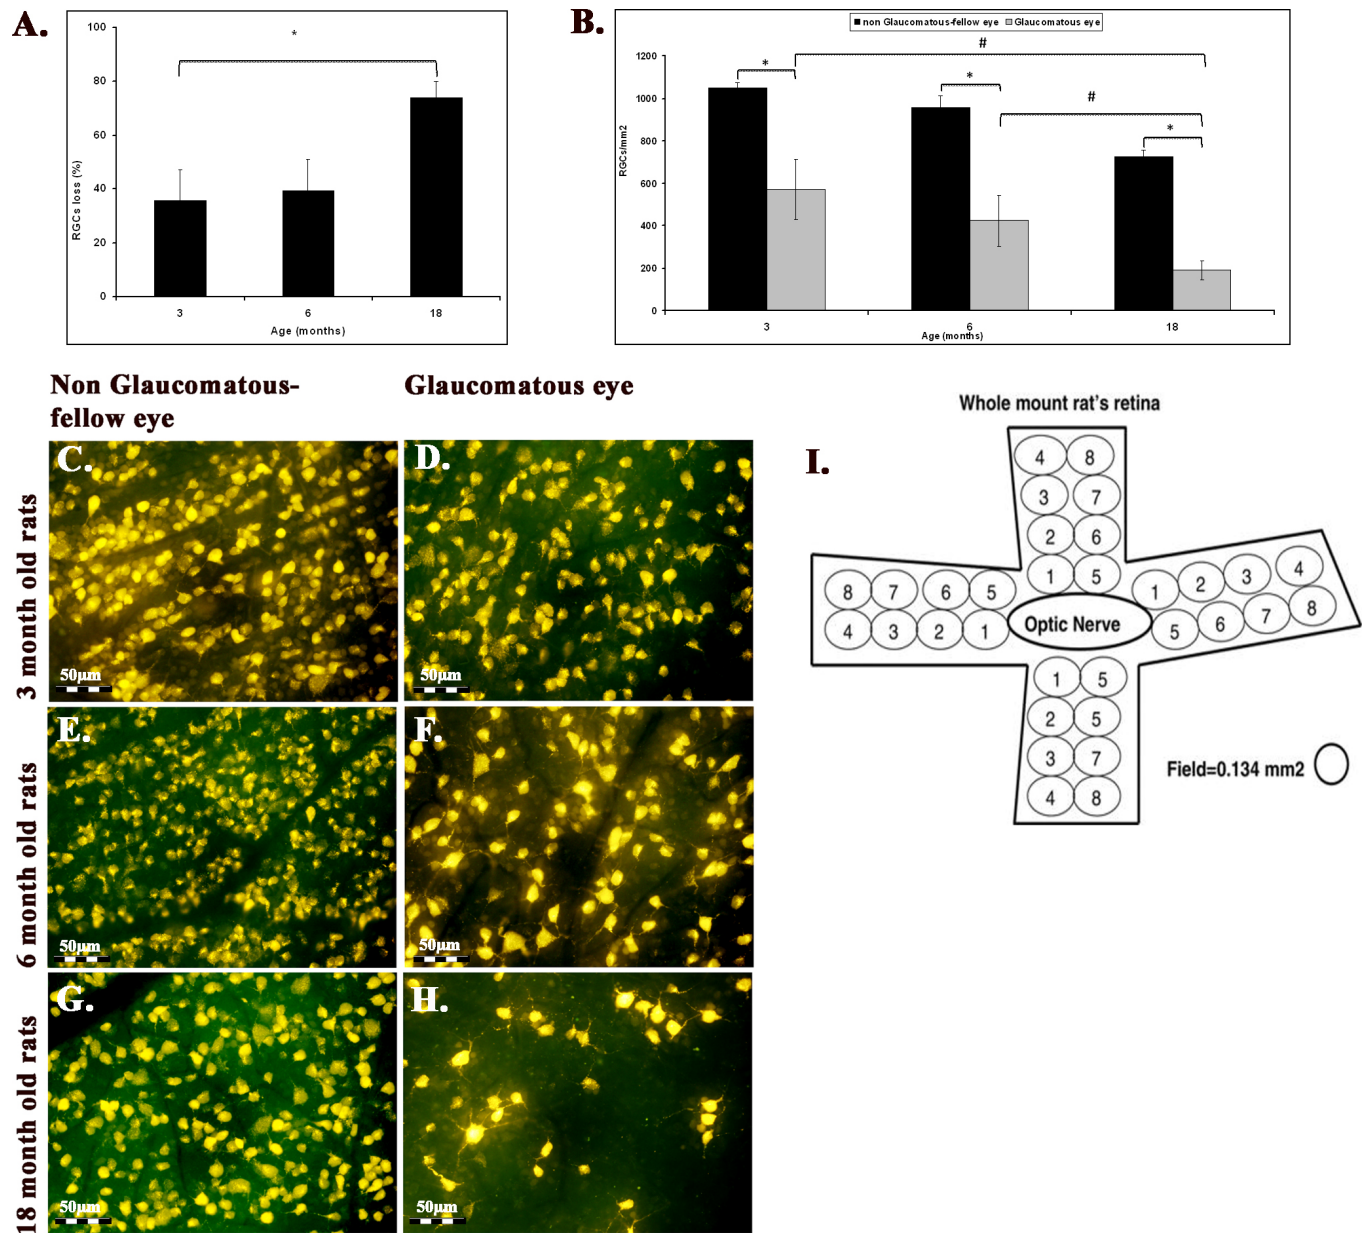 A.
100
80
60
40
20
0
RGCs loss (%)
*
3 6 18
Age (months)
B.
non Glaucomatous-fellow eye Glaucomatous eye
1200
1000
800
600
400
200
0
RGCs/mm2
#
*
*
#
*
3 6 18
Age (months)
Non Glaucomatous-
fellow eye
Glaucomatous eye
3 month old rats
C.
50µm
D.
50µm
6 month old rats
E.
50µm
F.
50µm
18 month old rats
G.
50µm
H.
50µm
I.
Whole mount rat's retina
4 8
3 7
2 6
1 5
8 7 6 5
4 3 2 1
1 2 3 4
5 6 7 8
Optic Nerve
1 5
2 5
3 7
4 8
Field=0.134 mm2